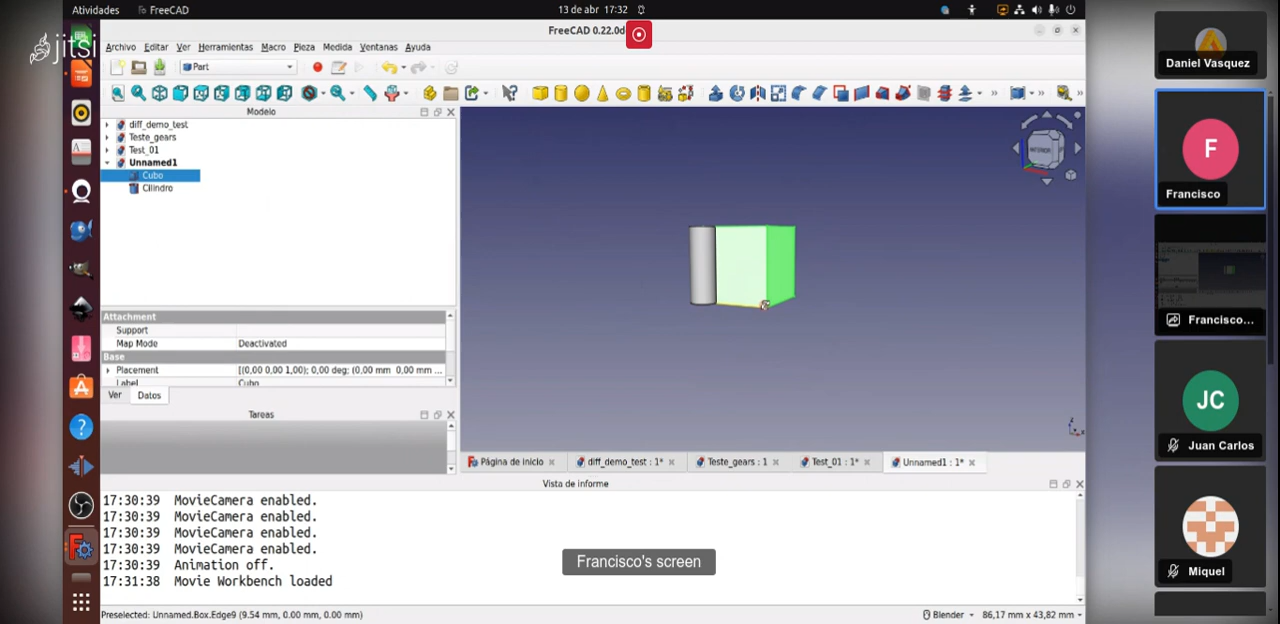 Atividades
FreeCAD
13 de abr 17:32
FreeCAD 0.22.0d
jitsi
Archivo Editar Ver Herramientas Macro Pieza Medida Ventanas Ayuda
Part
Modelo
diff_demo_test
Teste_gears
Test_01
Unnamed1
Cubo
Cilindro
Attachment
Support
Map Mode Deactivated
Base
Placement [(0,00 0,00 1,00); 0,00 deg; (0,00 mm 0,00 mm ...
Label Cubo
Ver Datos
Tareas
Página de inicio
diff_demo_test : 1*
Teste_gears : 1
Test_01 : 1*
Unnamed1 : 1*
Vista de informe
17:30:39 MovieCamera enabled.
17:30:39 MovieCamera enabled.
17:30:39 MovieCamera enabled.
17:30:39 MovieCamera enabled.
17:30:39 Animation off.
17:31:38 Movie Workbench loaded
Francisco's screen
Preselected: Unnamed.Box.Edge9 (9.54 mm, 0.00 mm, 0.00 mm)
Blender
86,17 mm x 43,82 mm
Daniel Vasquez
F
Francisco
Francisco...
JC
Juan Carlos
Miquel